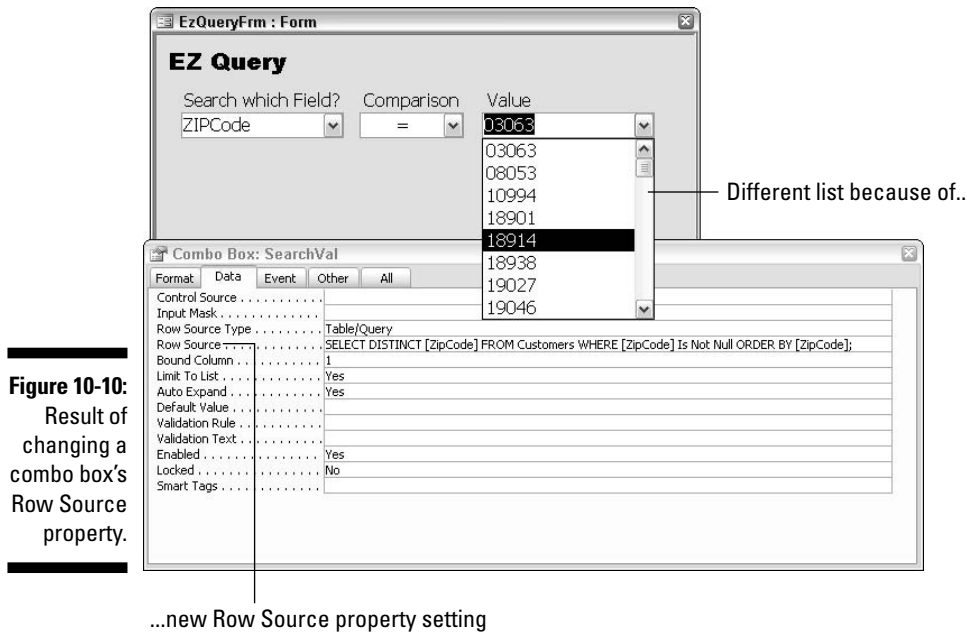 EzQueryFrm : Form
EZ Query
Search which Field? Comparison Value
ZIPCode = 03063
03063
08053
10994
18901
18914
18938
19027
19046
Different list because of..
Combo Box: SearchVal
Format Data Event Other All
Control Source . . . . . . . . . . .
Input Mask . . . . . . . . . . . . .
Row Source Type . . . . . . . . . Table/Query
Row Source . . . . . . . . . . . . . SELECT DISTINCT [ZipCode] FROM Customers WHERE [ZipCode] Is Not Null ORDER BY [ZipCode];
Bound Column . . . . . . . . . . . 1
Limit To List . . . . . . . . . . . . . Yes
Auto Expand . . . . . . . . . . . . Yes
Default Value . . . . . . . . . . . .
Validation Rule . . . . . . . . . . .
Validation Text . . . . . . . . . . .
Enabled . . . . . . . . . . . . . . . . Yes
Locked . . . . . . . . . . . . . . . . . No
Smart Tags . . . . . . . . . . . . . .
Figure 10-10:
Result of
changing a
combo box's
Row Source
property.
...new Row Source property setting